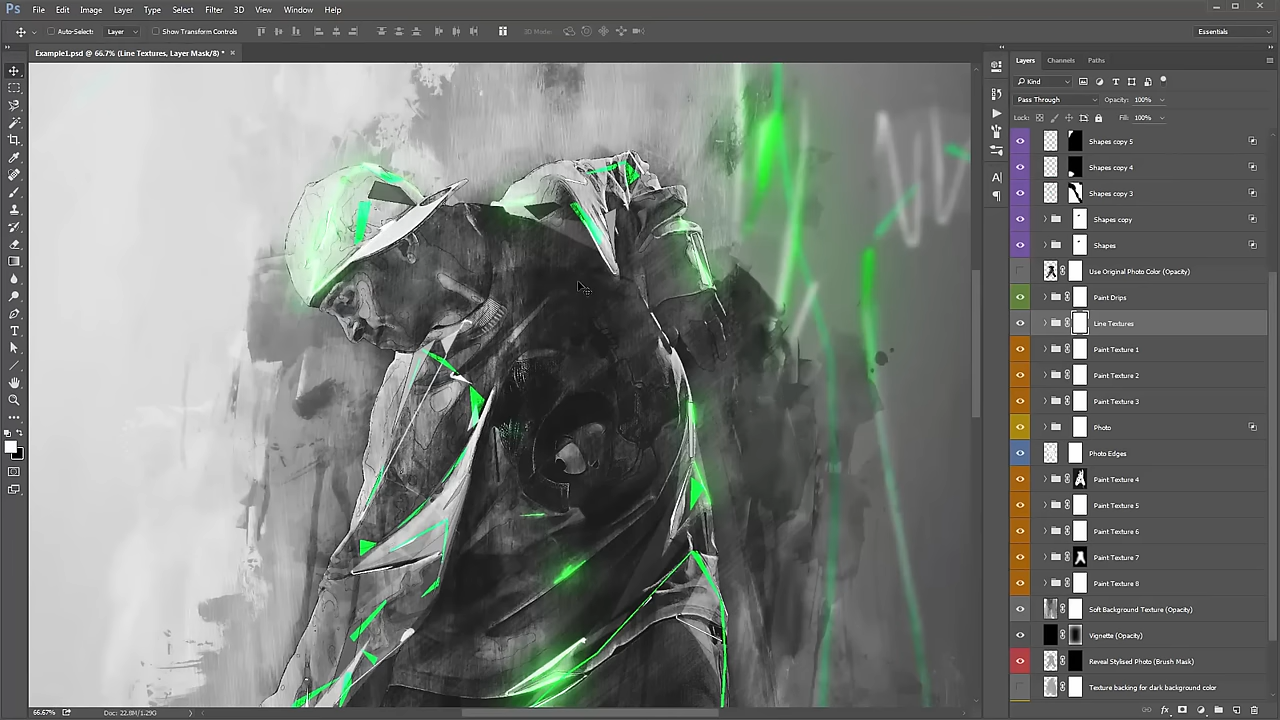 Ps File Edit Image Layer Type Select Filter 3D View Window Help
Auto-Select: Layer Show Transform Controls 3D Mode: Essentials
Example1.psd @ 66.7% (Line Textures, Layer Mask/8) * ×
Layers Channels Paths
Kind
Pass Through Opacity: 100%
Lock: Fill: 100%
Shapes copy 5
Shapes copy 4
Shapes copy 3
Shapes copy
Shapes
Use Original Photo Color (Opacity)
Paint Drips
Line Textures
Paint Texture 1
Paint Texture 2
Paint Texture 3
Photo
Photo Edges
Paint Texture 4
Paint Texture 5
Paint Texture 6
Paint Texture 7
Paint Texture 8
Soft Background Texture (Opacity)
Vignette (Opacity)
Reveal Stylised Photo (Brush Mask)
Texture backing for dark background color
66.67% Doc: 22.8M/1.29G